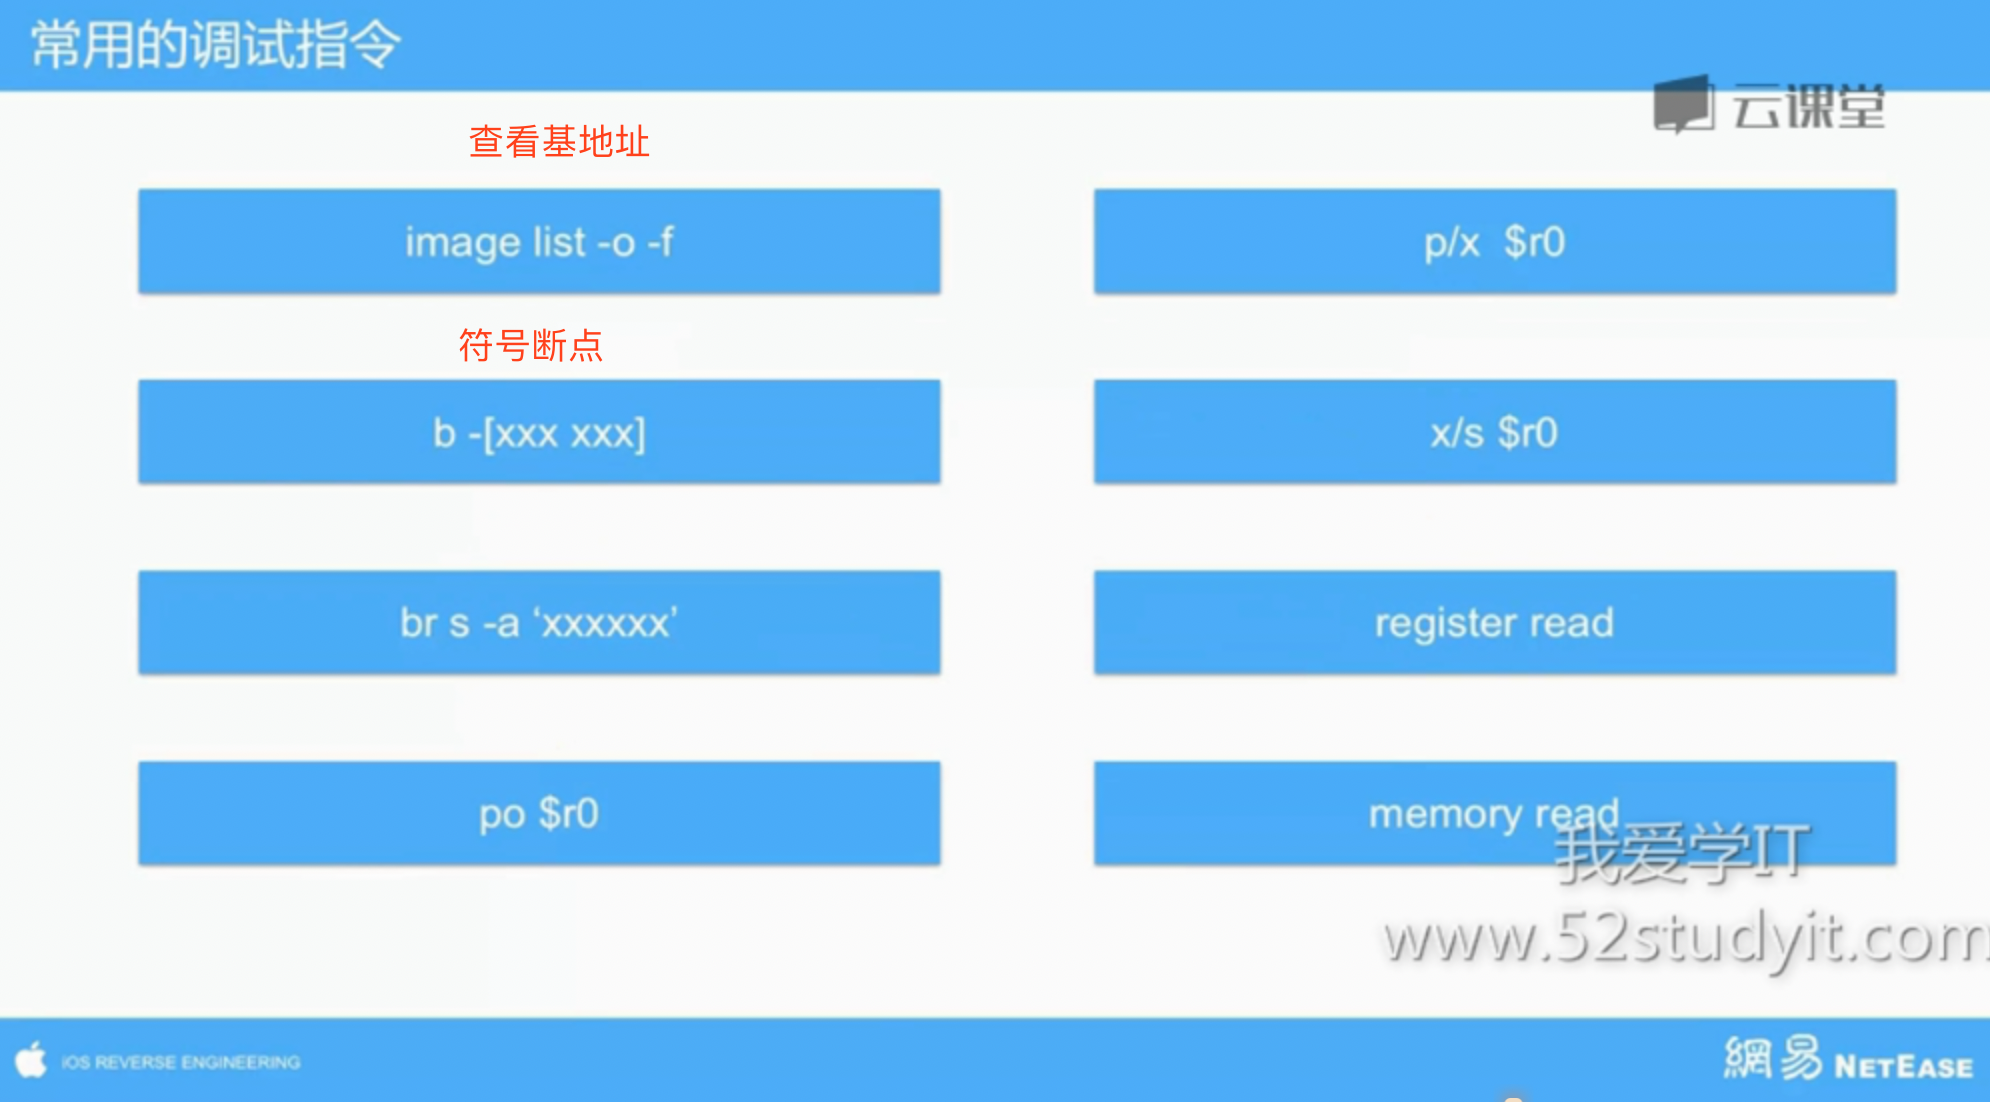 常用的调试指令
云课堂
查看基地址
image list -o -f
p/x  $r0
符号断点
b -[xxx xxx]
x/s $r0
br s -a ‘xxxxxx’
register read
po $r0
memory read
我爱学IT
www.52studyit.com
iOS REVERSE ENGINEERING
網易 NETEASE